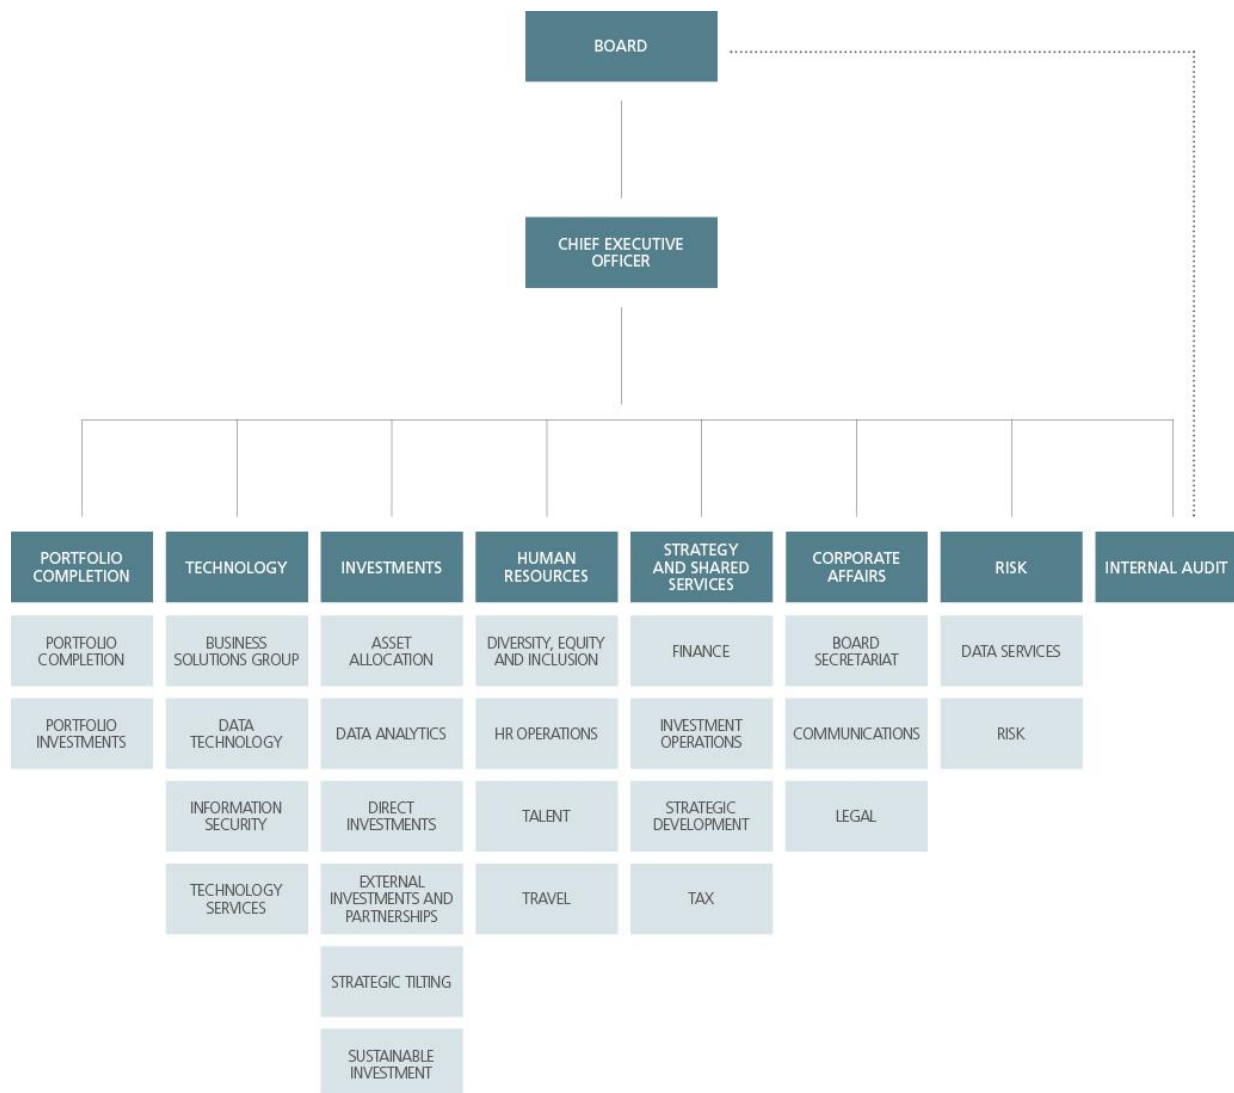 BOARD
CHIEF EXECUTIVE
OFFICER
PORTFOLIO
COMPLETION
TECHNOLOGY
INVESTMENTS
HUMAN
RESOURCES
STRATEGY
AND SHARED
SERVICES
CORPORATE
AFFAIRS
RISK
INTERNAL AUDIT
PORTFOLIO
COMPLETION
BUSINESS
SOLUTIONS GROUP
ASSET
ALLOCATION
DIVERSITY, EQUITY
AND INCLUSION
FINANCE
BOARD
SECRETARIAT
DATA SERVICES
PORTFOLIO
INVESTMENTS
DATA
TECHNOLOGY
DATA ANALYTICS
HR OPERATIONS
INVESTMENT
OPERATIONS
COMMUNICATIONS
RISK
INFORMATION
SECURITY
DIRECT
INVESTMENTS
TALENT
STRATEGIC
DEVELOPMENT
LEGAL
TECHNOLOGY
SERVICES
EXTERNAL
INVESTMENTS AND
PARTNERSHIPS
TRAVEL
TAX
STRATEGIC TILTING
SUSTAINABLE
INVESTMENT